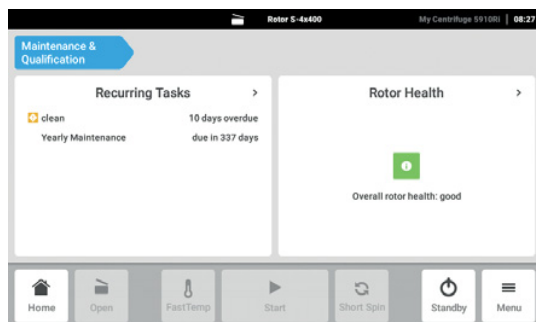 Rotor S-4x400
My Centrifuge 5910Ri
08:27
Maintenance &
Qualification
Recurring Tasks
clean 10 days overdue
Yearly Maintenance due in 337 days
Rotor Health
Overall rotor health: good
Home
Open
FastTemp
Start
Short Spin
Standby
Menu